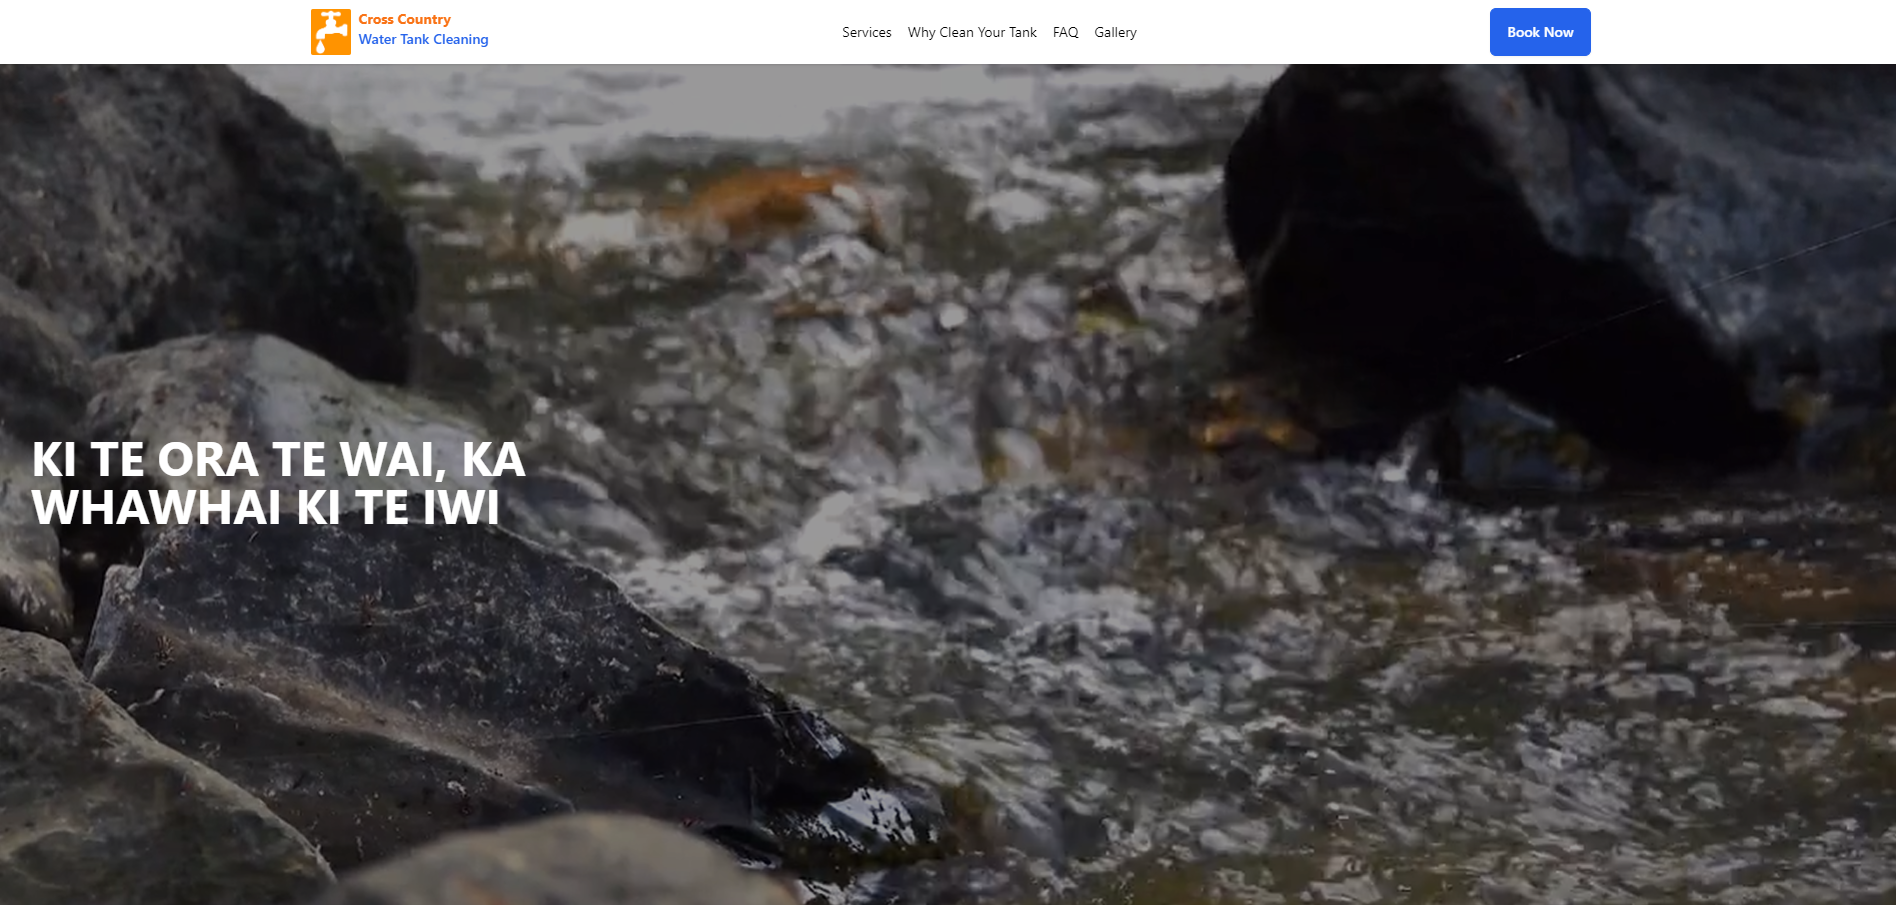 Cross Country
Water Tank Cleaning
Services
Why Clean Your Tank
FAQ
Gallery
Book Now
KI TE ORA TE WAI, KA
WHAWHAI KI TE IWI